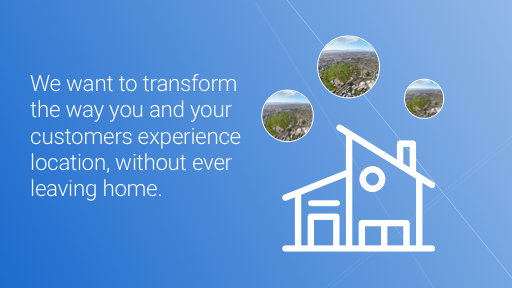 We want to transform
the way you and your
customers experience
location, without ever
leaving home.